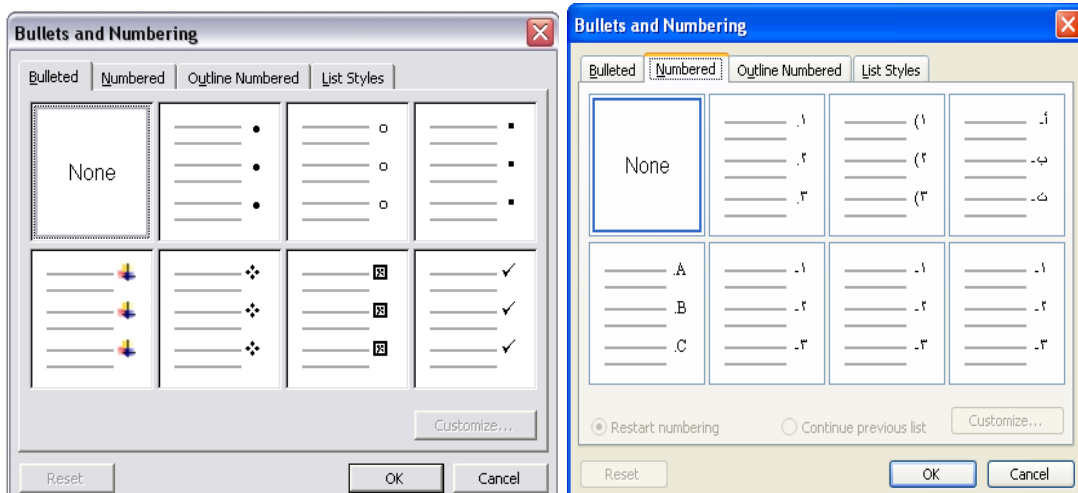 Bullets and Numbering
Bulleted Numbered Outline Numbered List Styles
None
Customize...
Reset OK Cancel
Bullets and Numbering
Bulleted Numbered Outline Numbered List Styles
None .١ (١ أ-
.٢ (٢ ب-
.٣ (٣ ت-
.A -١ -١ -١
.B -٢ -٢ -٢
.C -٣ -٣ -٣
Restart numbering Continue previous list Customize...
Reset OK Cancel